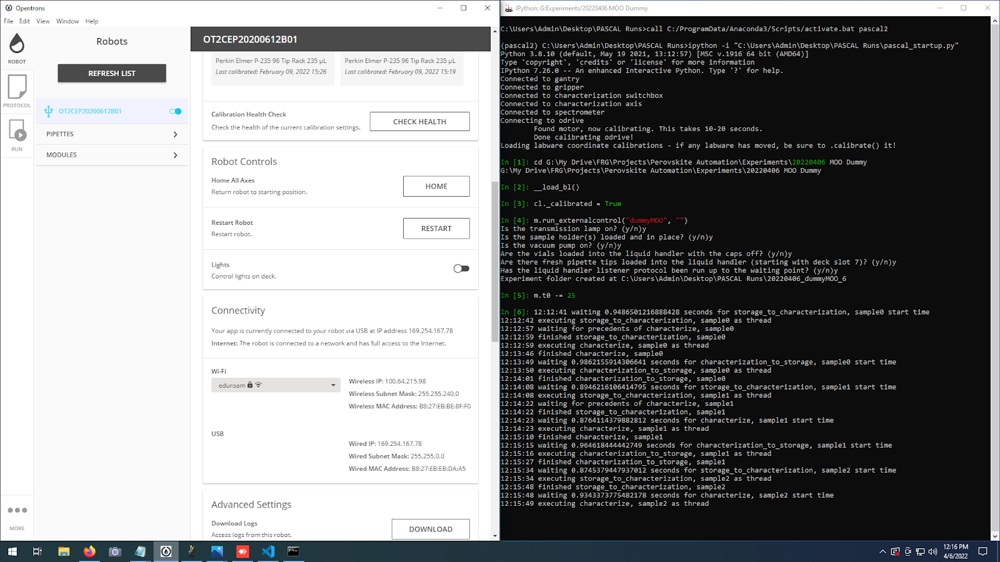 Opentrons
File Edit View Window Help
ROBOT
PROTOCOL
RUN
MORE
Robots
REFRESH LIST
OT2CEP20200612B01
PIPETTES
MODULES
OT2CEP20200612B01
Perkin Elmer P-235 96 Tip Rack 235 µL
Last calibrated: February 09, 2022 15:26
Perkin Elmer P-235 96 Tip Rack 235 µL
Last calibrated: February 09, 2022 15:19
Calibration Health Check
Check the health of the current calibration settings.
CHECK HEALTH
Robot Controls
Home All Axes
Return robot to starting position.
HOME
Restart Robot
Restart robot.
RESTART
Lights
Control lights on deck.
Connectivity
Your app is currently connected to your robot via USB at IP address 169.254.167.78
Internet: The robot is connected to a network and has full access to the Internet.
Wi-Fi
eduroam
Wireless IP: 100.64.215.98
Wireless Subnet Mask: 255.255.240.0
Wireless MAC Address: B8:27:EB:BE:8F:F0
USB
Wired IP: 169.254.167.78
Wired Subnet Mask: 255.255.0.0
Wired MAC Address: B8:27:EB:EB:DA:A5
Advanced Settings
Download Logs
Access logs from this robot.
DOWNLOAD
IPython: G:Experiments/20220406 MOO Dummy
C:\Users\Admin\Desktop\PASCAL Runs>call C:/ProgramData/Anaconda3/Scripts/activate.bat pascal2
(pascal2) C:\Users\Admin\Desktop\PASCAL Runs>ipython -i "C:\Users\Admin\Desktop\PASCAL Runs\pascal_startup.py"
Python 3.8.10 (default, May 19 2021, 13:12:57) [MSC v.1916 64 bit (AMD64)]
Type 'copyright', 'credits' or 'license' for more information
IPython 7.26.0 -- An enhanced Interactive Python. Type '?' for help.
Connected to gantry
Connected to gripper
Connected to characterization switchbox
Connected to characterization axis
Connected to spectrometer
Connecting to odrive
Found motor, now calibrating. This takes 10-20 seconds.
Done calibrating odrive!
Loading labware coordinate calibrations - if any labware has moved, be sure to .calibrate() it!
In [1]: cd G:\My Drive\FRG\Projects\Perovskite Automation\Experiments\20220406 MOO Dummy
G:\My Drive\FRG\Projects\Perovskite Automation\Experiments\20220406 MOO Dummy
In [2]: __load_bl()
In [3]: cl._calibrated = True
In [4]: m.run_externalcontrol("dummyMOO", "")
Is the transmission lamp on? (y/n)y
Is the sample holder(s) loaded and in place? (y/n)y
Is the vacuum pump on? (y/n)y
Are the vials loaded into the liquid handler with the caps off? (y/n)y
Are there fresh pipette tips loaded into the liquid handler (starting with deck slot 7)? (y/n)y
Has the liquid handler listener protocol been run up to the waiting point? (y/n)y
Experiment folder created at C:\Users\Admin\Desktop\PASCAL Runs\20220406_dummyMOO_6
In [5]: m.t0 -= 25
In [6]: 12:12:41 waiting 0.9486501216888428 seconds for storage_to_characterization, sample0 start time
12:12:42 executing storage_to_characterization, sample0 as thread
12:12:57 waiting for precedents of characterize, sample0
12:12:59 finished storage_to_characterization, sample0
12:12:59 executing characterize, sample0 as thread
12:13:46 finished characterize, sample0
12:13:49 waiting 0.9862155914306641 seconds for characterization_to_storage, sample0 start time
12:13:50 executing characterization_to_storage, sample0 as thread
12:14:01 finished characterization_to_storage, sample0
12:14:08 waiting 0.8946216106414795 seconds for storage_to_characterization, sample1 start time
12:14:08 executing storage_to_characterization, sample1 as thread
12:14:22 waiting for precedents of characterize, sample1
12:14:22 finished storage_to_characterization, sample1
12:14:23 waiting 0.8764114379882812 seconds for characterize, sample1 start time
12:14:23 executing characterize, sample1 as thread
12:15:10 finished characterize, sample1
12:15:15 waiting 0.964618444442749 seconds for characterization_to_storage, sample1 start time
12:15:16 executing characterization_to_storage, sample1 as thread
12:15:27 finished characterization_to_storage, sample1
12:15:34 waiting 0.8745379447937012 seconds for storage_to_characterization, sample2 start time
12:15:34 executing storage_to_characterization, sample2 as thread
12:15:48 finished storage_to_characterization, sample2
12:15:48 waiting 0.9343377375482178 seconds for characterize, sample2 start time
12:15:49 executing characterize, sample2 as thread
12:16 PM
4/6/2022